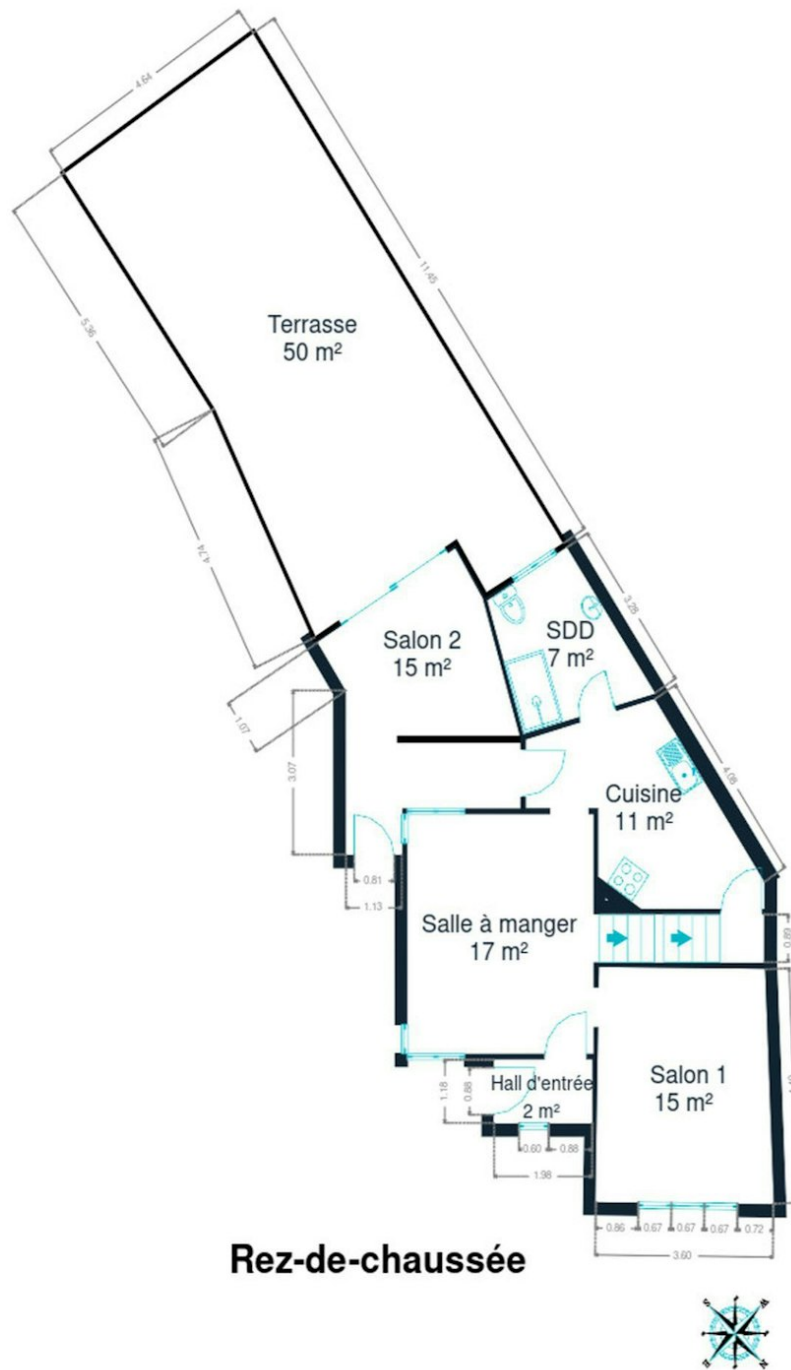 4.64
11.45
5.36
Terrasse
50 m²
4.74
Salon 2
15 m²
SDD
7 m²
3.28
1.07
3.07
4.08
Cuisine
11 m²
0.81
1.13
Salle à manger
17 m²
0.89
Hall d'entrée
2 m²
1.18
0.88
Salon 1
15 m²
0.60
0.88
1.98
0.86
0.67
0.67
0.67
0.72
3.60
Rez-de-chaussée
S
W
E
N